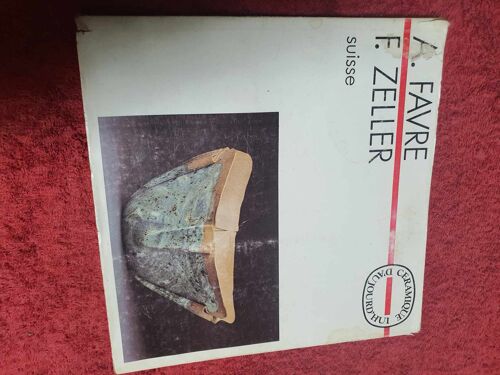 A. FAVRE
F. ZELLER
suisse
CERAMIQUE
D'AUJOURD'HUI